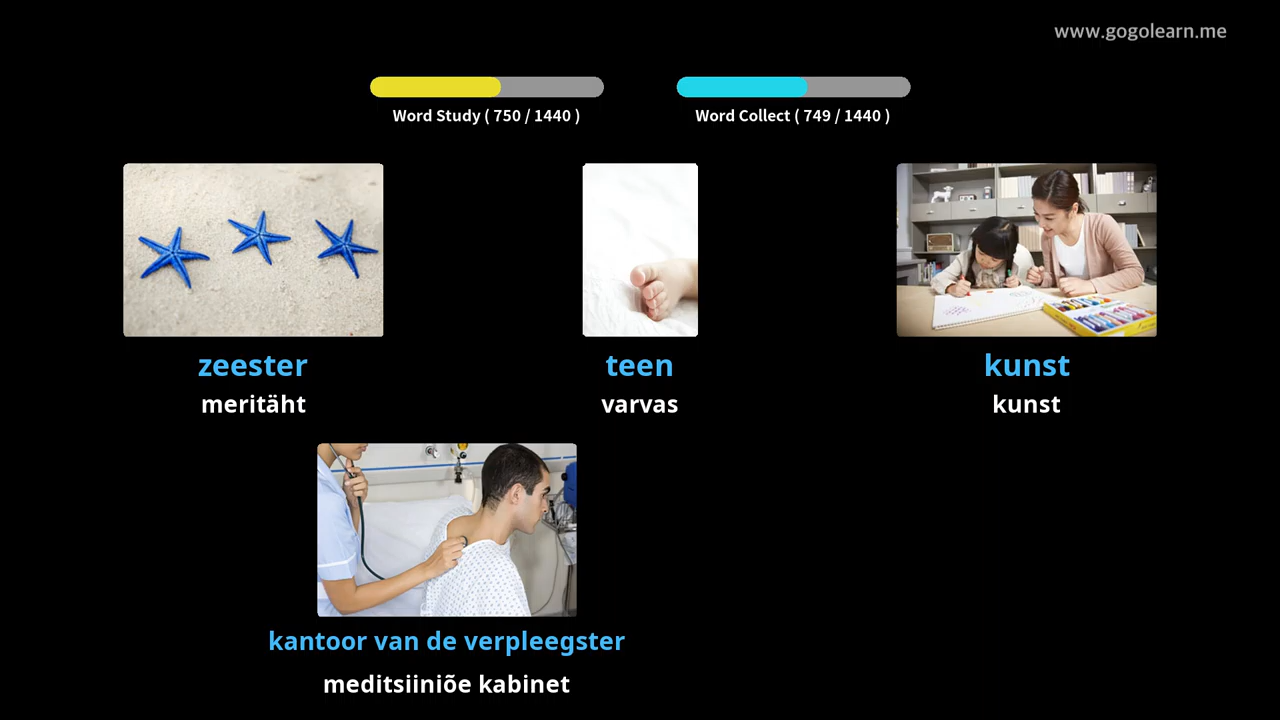 www.gogolearn.me
Word Study ( 750 / 1440 )
Word Collect ( 749 / 1440 )
zeester
meritäht
teen
varvas
kunst
kunst
kantoor van de verpleegster
meditsiiniõe kabinet